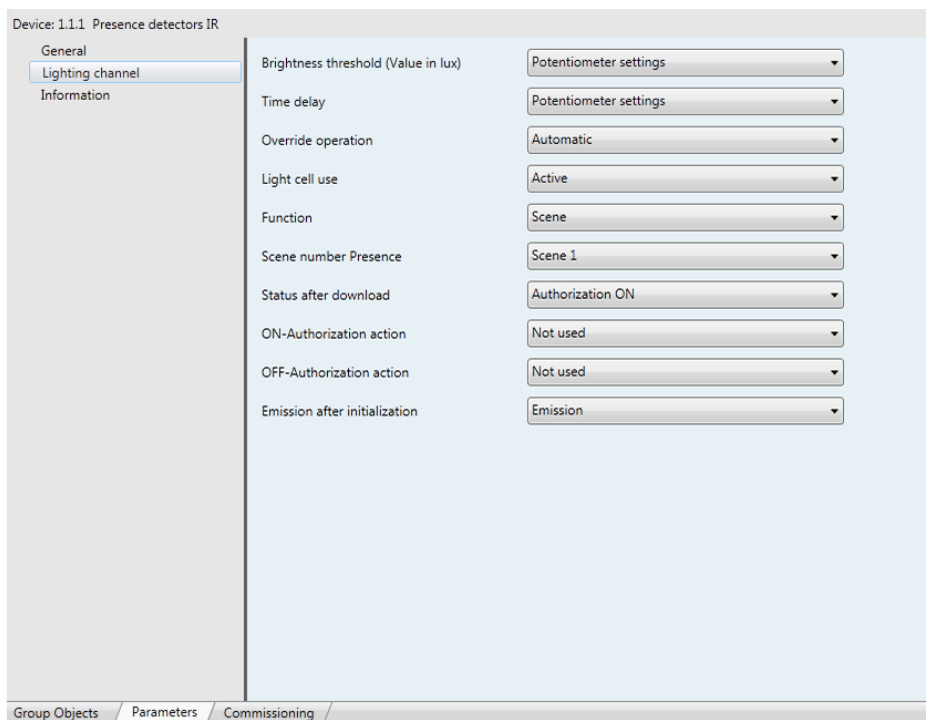 Device: 1.1.1 Presence detectors IR
General
Lighting channel
Information
Brightness threshold (Value in lux) Potentiometer settings
Time delay Potentiometer settings
Override operation Automatic
Light cell use Active
Function Scene
Scene number Presence Scene 1
Status after download Authorization ON
ON-Authorization action Not used
OFF-Authorization action Not used
Emission after initialization Emission
Group Objects Parameters Commissioning